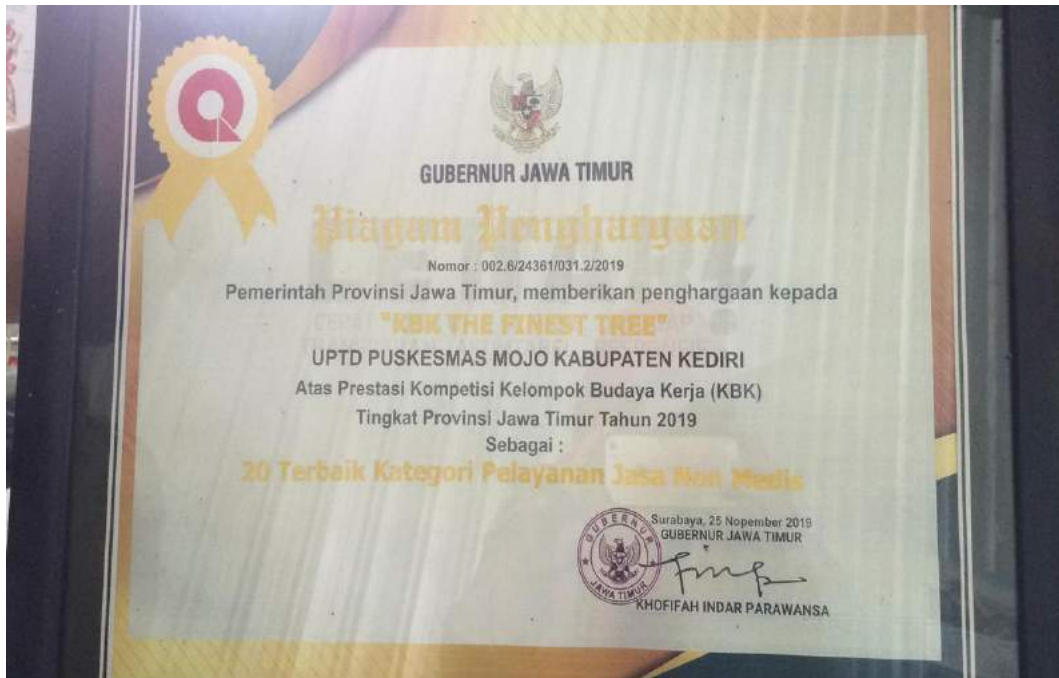 GUBERNUR JAWA TIMUR
Piagam Penghargaan
Nomor : 002.6/24361/031.2/2019
Pemerintah Provinsi Jawa Timur, memberikan penghargaan kepada
"KBK THE FINEST TREE"
UPTD PUSKESMAS MOJO KABUPATEN KEDIRI
Atas Prestasi Kompetisi Kelompok Budaya Kerja (KBK)
Tingkat Provinsi Jawa Timur Tahun 2019
Sebagai :
20 Terbaik Kategori Pelayanan Jasa Non Medis
Surabaya, 25 Nopember 2019
GUBERNUR JAWA TIMUR
GUBERNUR
JAWA TIMUR
KHOFIFAH INDAR PARAWANSA